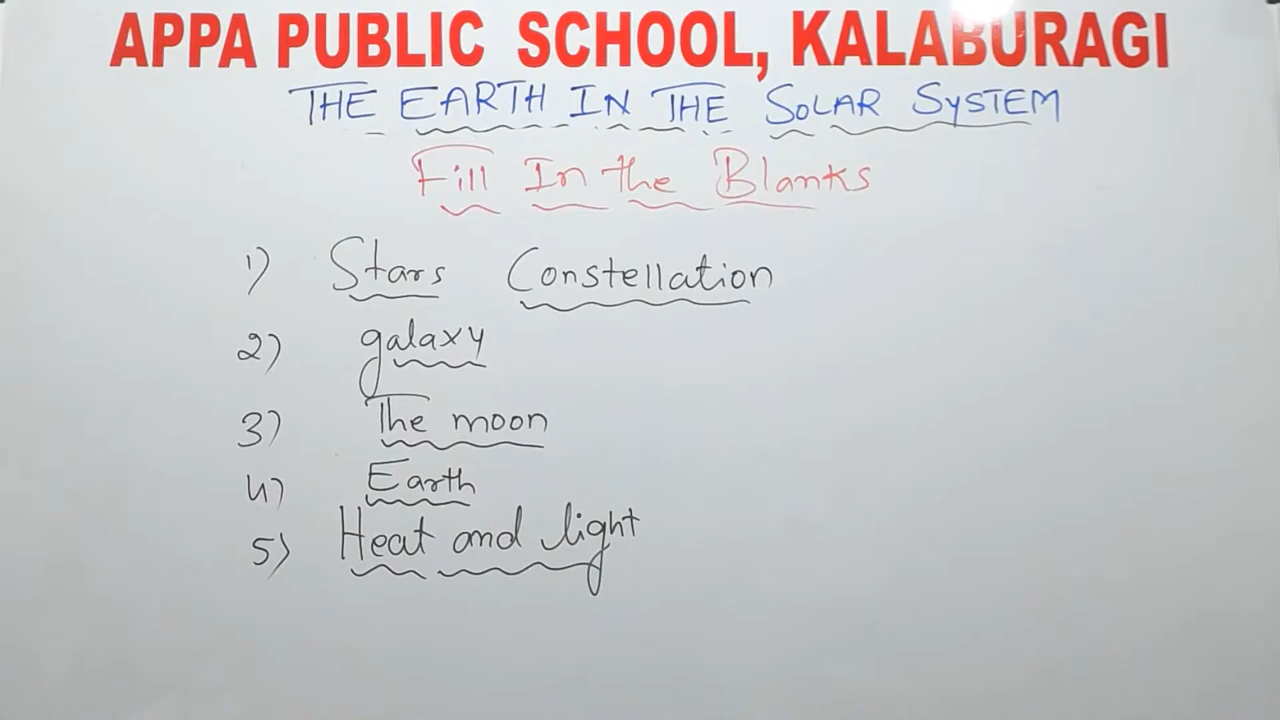 APPA PUBLIC SCHOOL, KALABURAGI
THE EARTH IN THE SOLAR SYSTEM
Fill In the Blanks
1) Stars Constellation
2) galaxy
3) The moon
4) Earth
5) Heat and light